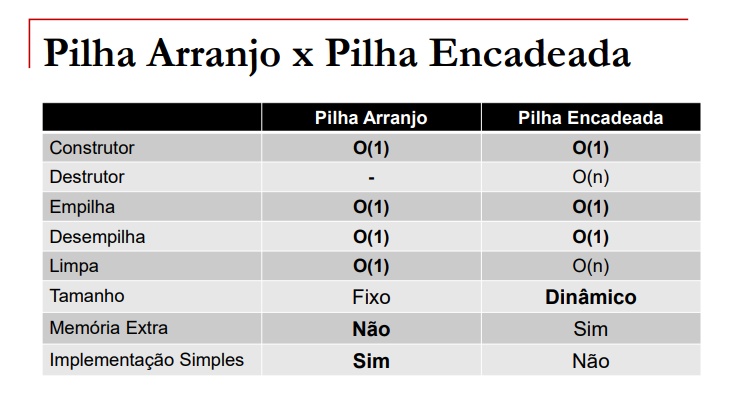 Pilha Arranjo x Pilha Encadeada
Pilha Arranjo Pilha Encadeada
Construtor O(1) O(1)
Destrutor - O(n)
Empilha O(1) O(1)
Desempilha O(1) O(1)
Limpa O(1) O(n)
Tamanho Fixo Dinâmico
Memória Extra Não Sim
Implementação Simples Sim Não